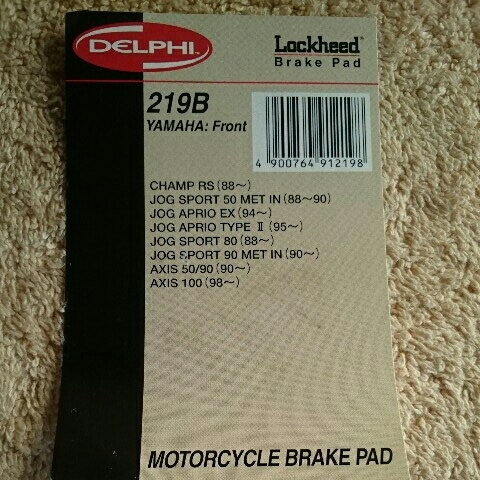 DELPHI
Lockheed®
Brake Pad
219B
YAMAHA: Front
4 900764 912198
CHAMP RS (88～)
JOG SPORT 50 MET IN (88～90)
JOG APRIO EX (94～)
JOG APRIO TYPE Ⅱ (95～)
JOG SPORT 80 (88～)
JOG SPORT 90 MET IN (90～)
AXIS 50/90 (90～)
AXIS 100 (98～)
MOTORCYCLE BRAKE PAD